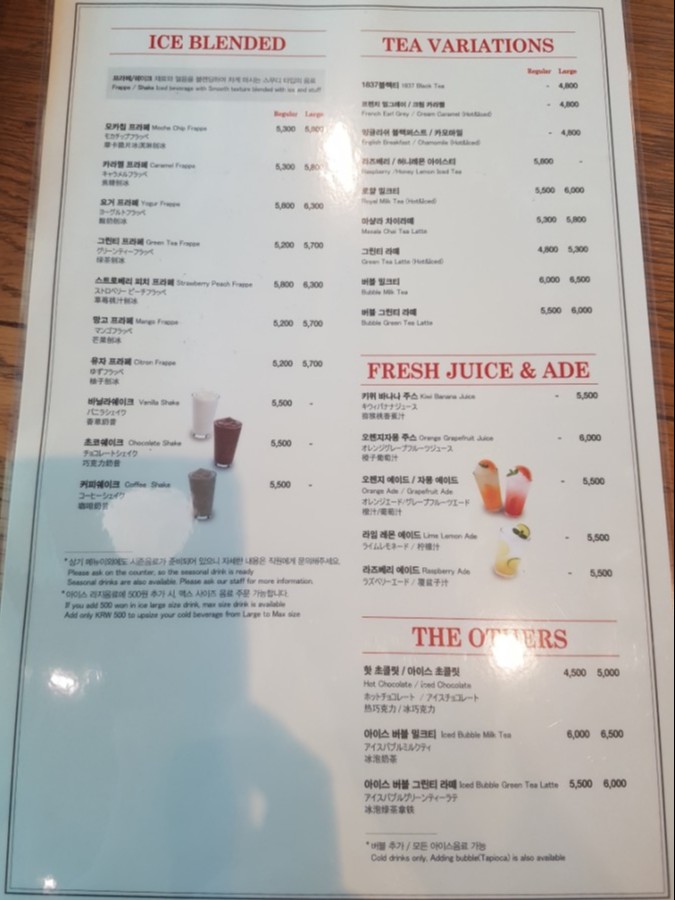 ICE BLENDED
프라페/쉐이크 재료와 얼음을 블렌딩하여 차게 마시는 스무디 타입의 음료
Frappe / Shake Iced beverage with Smooth texture blended with ice and stuff
Regular Large
모카칩 프라페 Mocha Chip Frappe 5,300 5,800
モカチップフラッペ
摩卡脆片冰淇淋刨冰
카라멜 프라페 Caramel Frappe 5,300 5,800
キャラメルフラッペ
焦糖刨冰
요거 프라페 Yogur Frappe 5,800 6,300
ヨーグルトフラッペ
酸奶刨冰
그린티 프라페 Green Tea Frappe 5,200 5,700
グリーンティーフラッペ
绿茶刨冰
스트로베리 피치 프라페 Strawberry Peach Frappe 5,800 6,300
ストロベリーピーチフラッペ
草莓桃汁刨冰
망고 프라페 Mango Frappe 5,200 5,700
マンゴフラッペ
芒果刨冰
유자 프라페 Citron Frappe 5,200 5,700
ゆずフラッペ
柚子刨冰
바닐라쉐이크 Vanilla Shake 5,500 -
バニラシェイク
香草奶昔
초코쉐이크 Chocolate Shake 5,500 -
チョコレートシェイク
巧克力奶昔
커피쉐이크 Coffee Shake 5,500 -
コーヒーシェイク
咖啡奶昔
*상기 메뉴이외에도 시즌음료가 준비되어 있으니 자세한 내용은 직원에게 문의해주세요.
Please ask on the counter, so the seasonal drink is ready
Seasonal drinks are also available. Please ask our staff for more information.
*아이스 라지음료에 500원 추가 시, 맥스 사이즈 음료 주문 가능합니다.
If you add 500 won in ice large size drink, max size drink is available
Add only KRW 500 to upsize your cold beverage from Large to Max size
TEA VARIATIONS
Regular Large
1837블랙티 1837 Black Tea - 4,800
프렌치 얼그레이 / 크림 카라멜 - 4,800
French Earl Grey / Cream Caramel (Hot&Iced)
잉글리쉬 블랙퍼스트 / 카모마일 - 4,800
English Breakfast / Chamomile (Hot&Iced)
라즈베리 / 허니레몬 아이스티 5,800 -
Raspberry /Honey Lemon Iced Tea
로얄 밀크티 5,500 6,000
Royal Milk Tea (Hot&Iced)
마살라 차이라떼 5,300 5,800
Masala Chai Tea Latte
그린티 라떼 4,800 5,300
Green Tea Latte (Hot&Iced)
버블 밀크티 6,000 6,500
Bubble Milk Tea
버블 그린티 라떼 5,500 6,000
Bubble Green Tea Latte
FRESH JUICE & ADE
키위 바나나 주스 Kiwi Banana Juice - 5,500
キウィバナナジュース
猕猴桃香蕉汁
오렌지자몽 주스 Orange Grapefruit Juice - 6,000
オレンジグレープフルーツジュース
橙子葡萄汁
오렌지 에이드 / 자몽 에이드 - 5,500
Orange Ade / Grapefruit Ade
オレンジエード/グレープフルーツエード
橙汁/葡萄汁
라임 레몬 에이드 Lime Lemon Ade - 5,500
ライムレモネード / 柠檬汁
라즈베리 에이드 Raspberry Ade - 5,500
ラズベリーエード / 覆盆子汁
THE OTHERS
핫 초콜릿 / 아이스 초콜릿 4,500 5,000
Hot Chocolate / Iced Chocolate
ホットチョコレート / アイスチョコレート
热巧克力 / 冰巧克力
아이스 버블 밀크티 Iced Bubble Milk Tea 6,000 6,500
アイスバブルミルクティ
冰泡奶茶
아이스 버블 그린티 라떼 Iced Bubble Green Tea Latte 5,500 6,000
アイスバブルグリーンティーラテ
冰泡绿茶拿铁
*버블 추가 / 모든 아이스음료 가능
Cold drinks only, Adding bubble(Tapioca) is also available